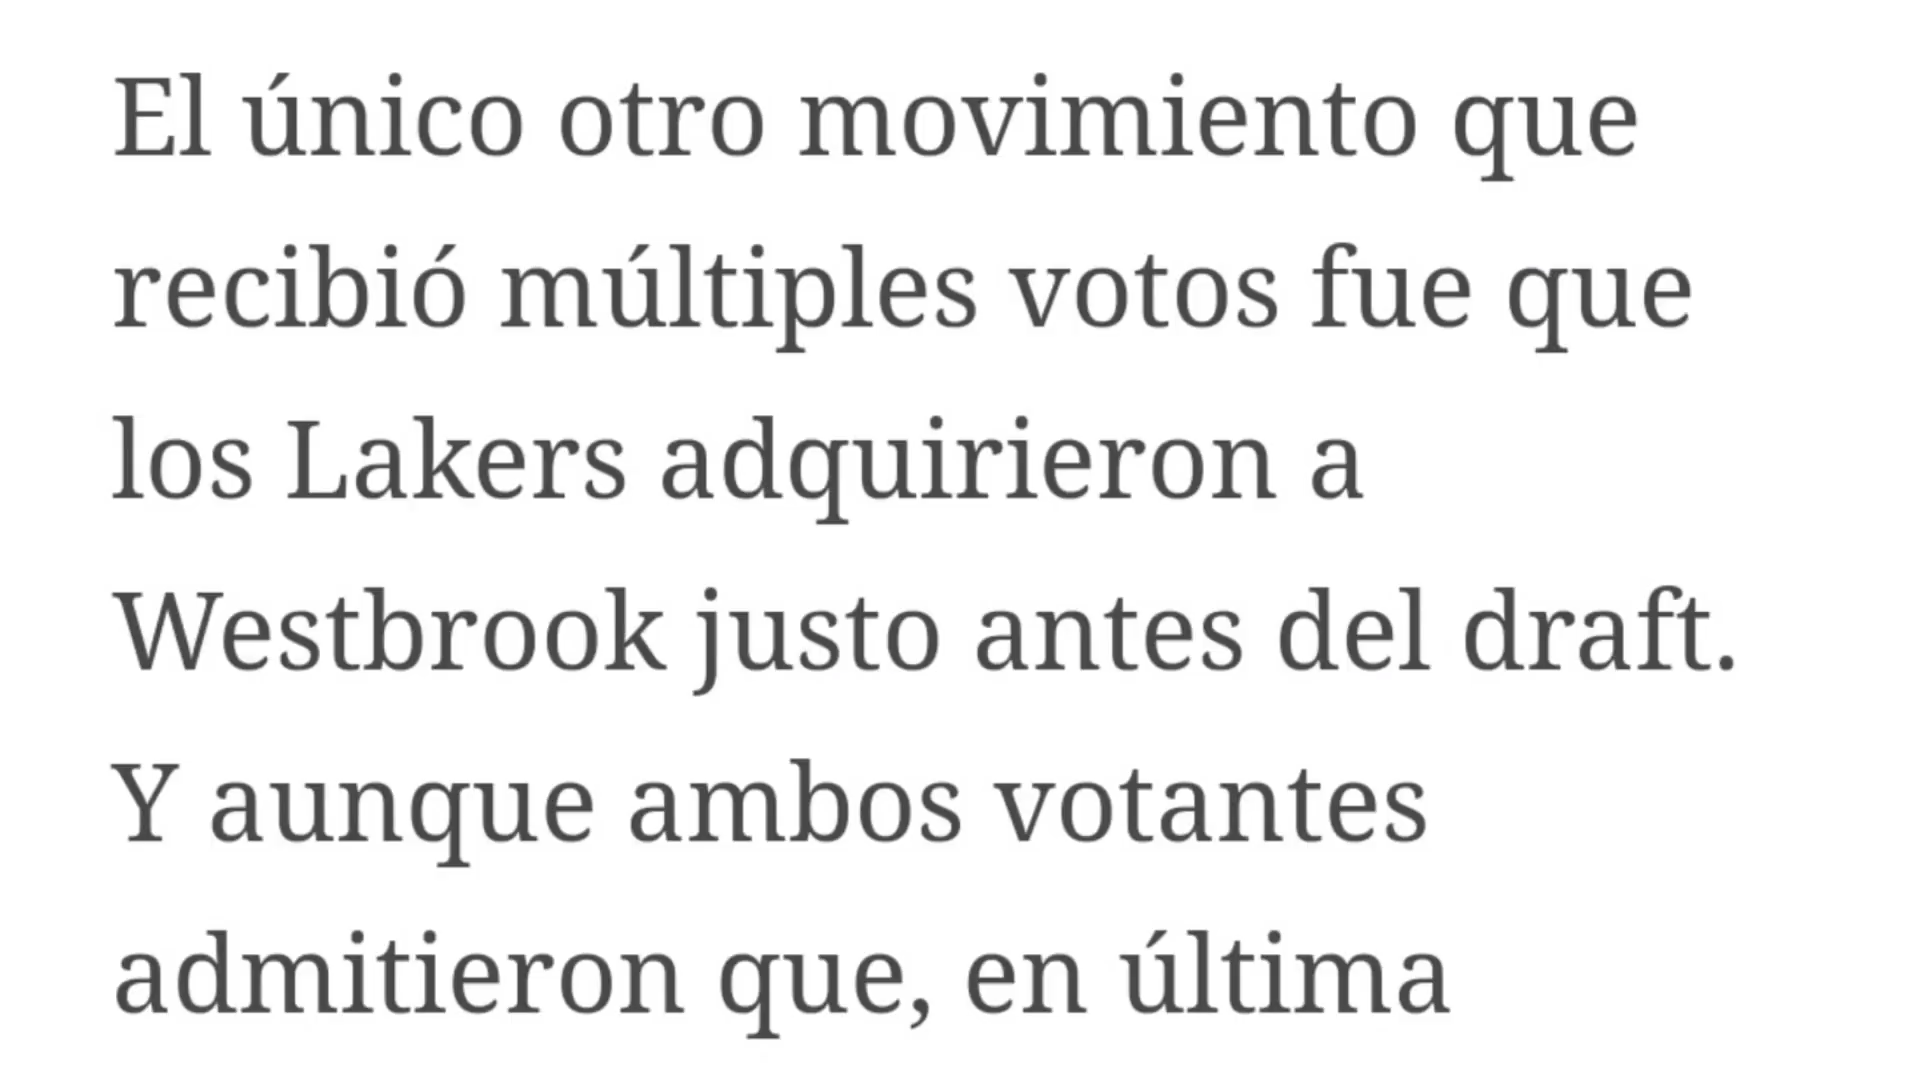 El único otro movimiento que
recibió múltiples votos fue que
los Lakers adquirieron a
Westbrook justo antes del draft.
Y aunque ambos votantes
admitieron que, en última